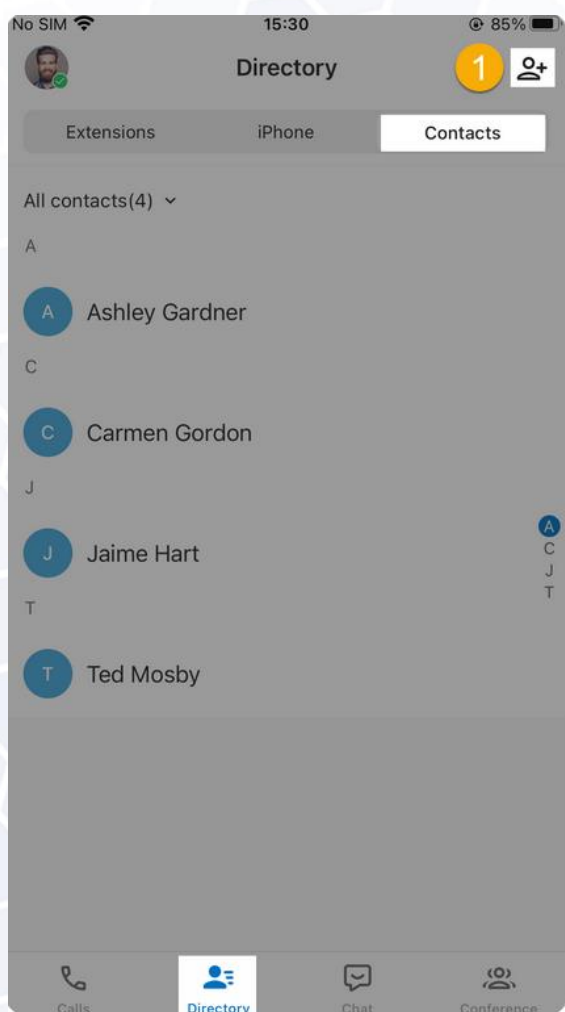 No SIM 15:30 85%
Directory 1
Extensions iPhone Contacts
All contacts(4)
A
A Ashley Gardner
C
C Carmen Gordon
J
J Jaime Hart
T
T Ted Mosby
A
C
J
T
Calls Directory Chat Conference